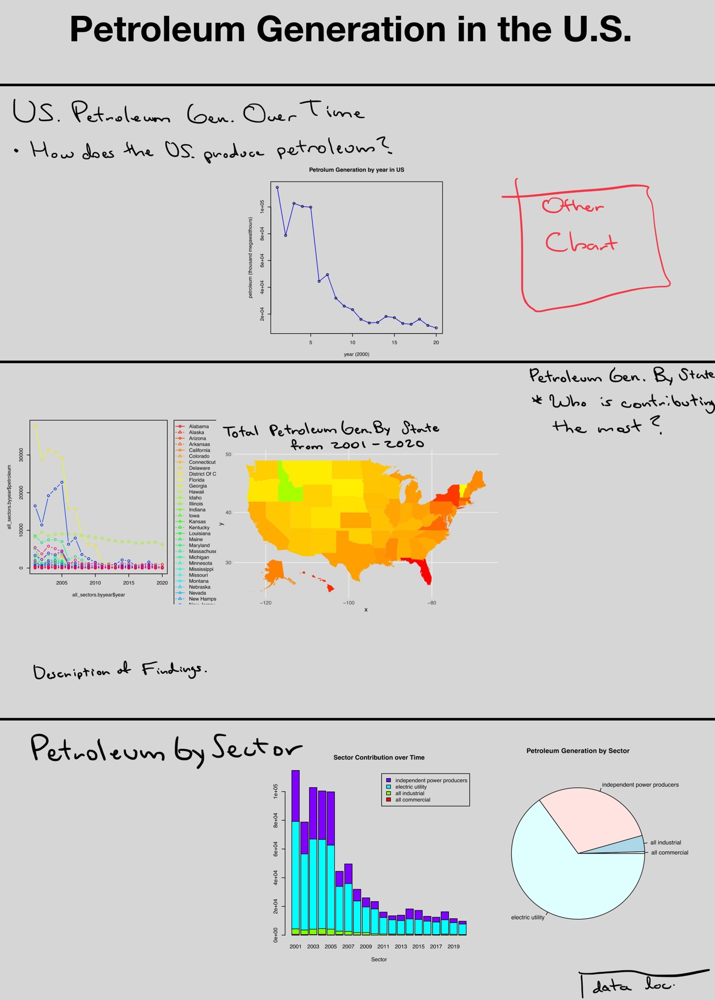 Petroleum Generation in the U.S.
US. Petroleum Gen. Over Time
• How does the US. produce petroleum?
Petrolum Generation by year in US
petroleum (thousand megawatthours)
1e+05
8e+04
6e+04
4e+04
2e+04
5 10 15 20
year (2000)
Other
Chart
Petroleum Gen. By State
* Who is contributing
the most?
all_sectors.byyear$petroleum
30000
20000
10000
0
2005 2010 2015 2020
all_sectors.byyear$year
Alabama
Alaska
Arizona
Arkansas
California
Colorado
Connecticut
Delaware
District Of C
Florida
Georgia
Hawaii
Idaho
Illinois
Indiana
Iowa
Kansas
Kentucky
Louisiana
Maine
Maryland
Massachuse
Michigan
Minnesota
Mississippi
Missouri
Montana
Nebraska
Nevada
New Hamps
New Jersey
Total Petroleum Gen. By State
from 2001-2020
50
40
30
y
-120 -100 -80
x
Description of Findings.
Petroleum by Sector
Sector Contribution over Time
independent power producers
electric utility
all industrial
all commercial
1e+05
8e+04
6e+04
4e+04
2e+04
0e+00
2001 2003 2005 2007 2009 2011 2013 2015 2017 2019
Sector
Petroleum Generation by Sector
independent power producers
all industrial
all commercial
electric utility
data loc.